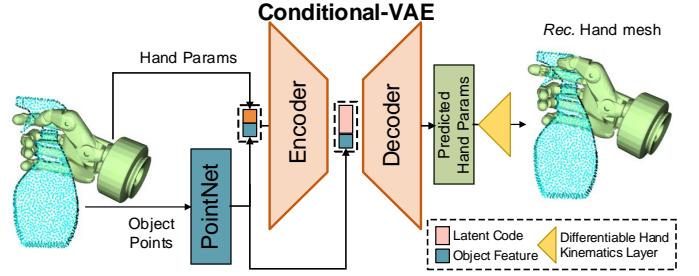 Conditional-VAE
Hand Params
Rec. Hand mesh
Encoder
Decoder
Predicted
Hand Params
PointNet
Object
Points
Latent Code
Object Feature
Differentiable Hand
Kinematics Layer